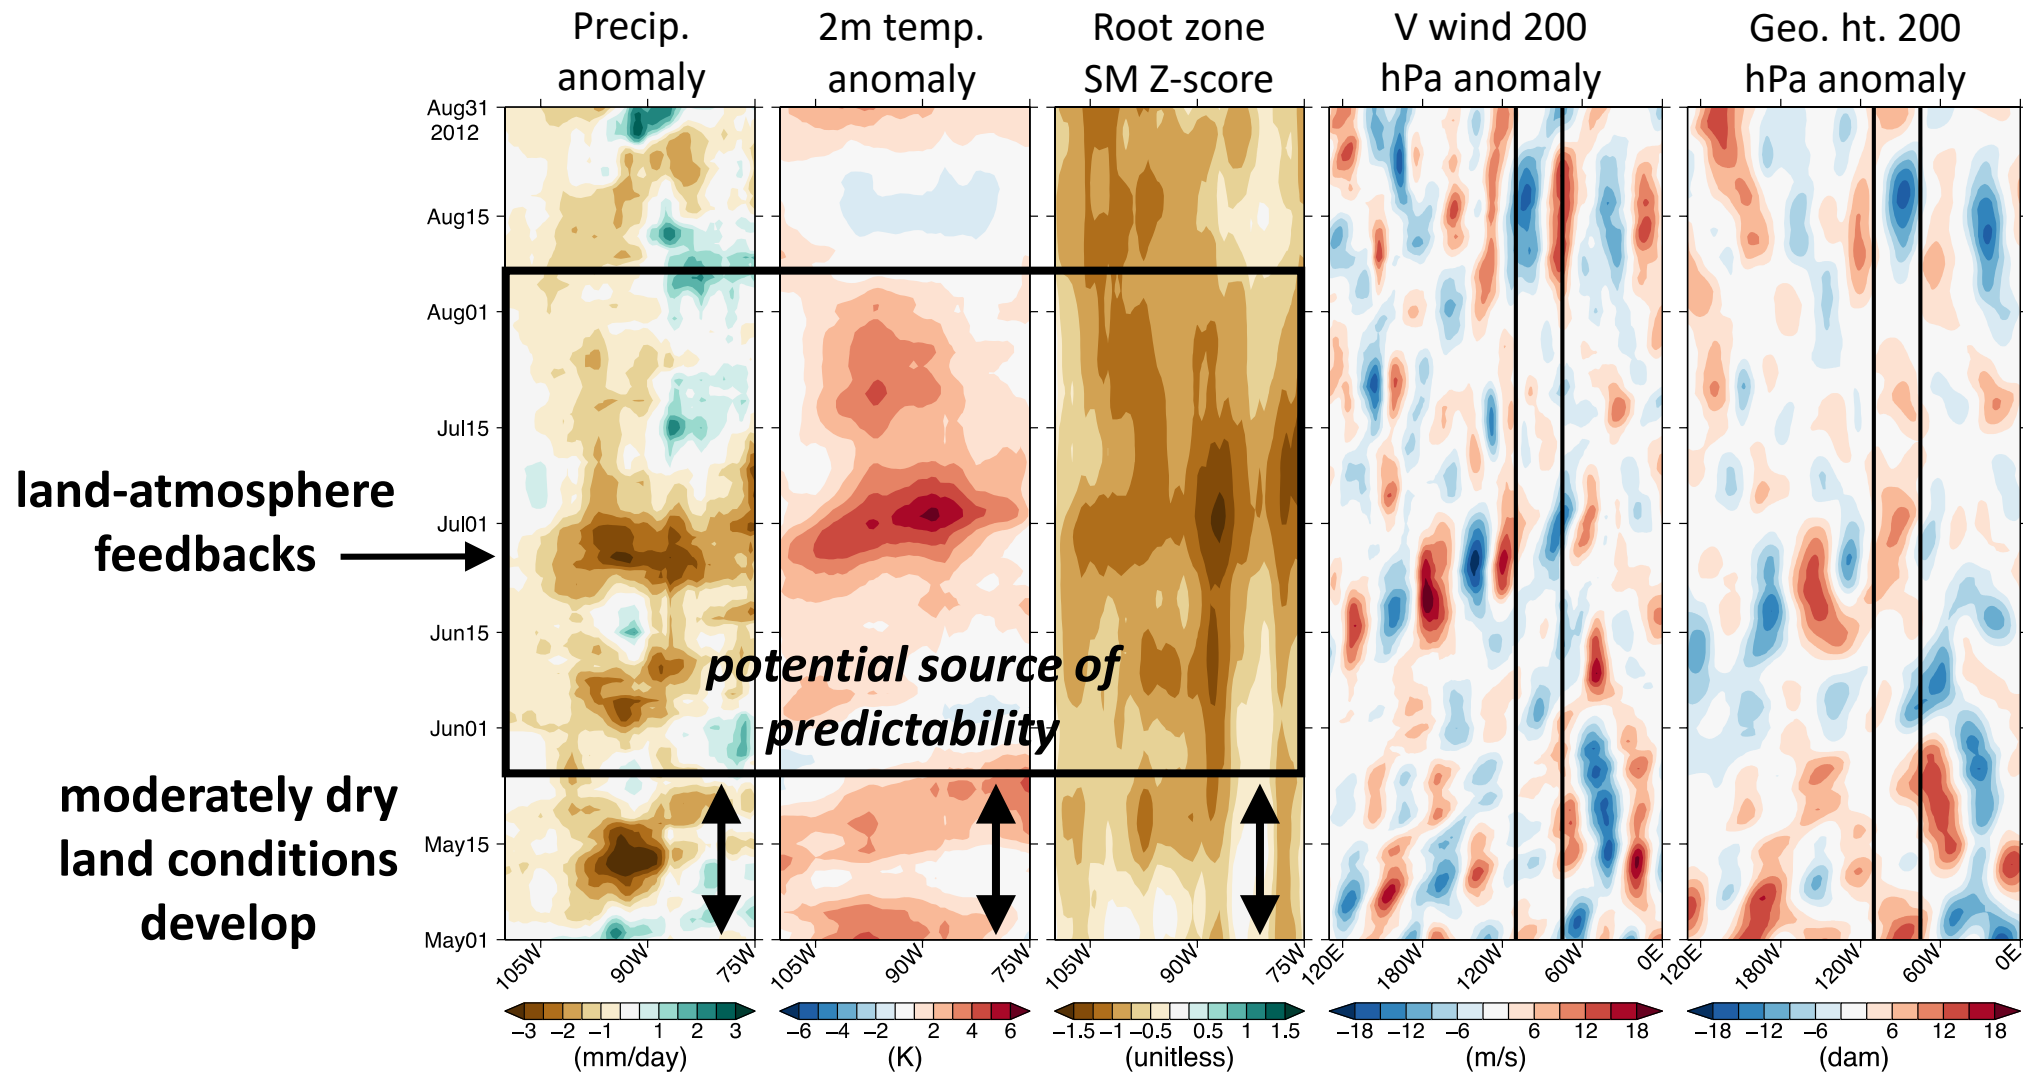 Precip.
anomaly
2m temp.
anomaly
Root zone
SM Z-score
V wind 200
hPa anomaly
Geo. ht. 200
hPa anomaly
Aug31
2012
Aug15
Aug01
Jul15
Jul01
Jun15
Jun01
May15
May01
land-atmosphere
feedbacks
potential source of
predictability
moderately dry
land conditions
develop
105W 90W 75W
105W 90W 75W
105W 90W 75W
120E 180W 120W 60W 0E
120E 180W 120W 60W 0E
−3 −2 −1 1 2 3
(mm/day)
−6 −4 −2 2 4 6
(K)
−1.5 −1 −0.5 0.5 1 1.5
(unitless)
−18 −12 −6 6 12 18
(m/s)
−18 −12 −6 6 12 18
(dam)